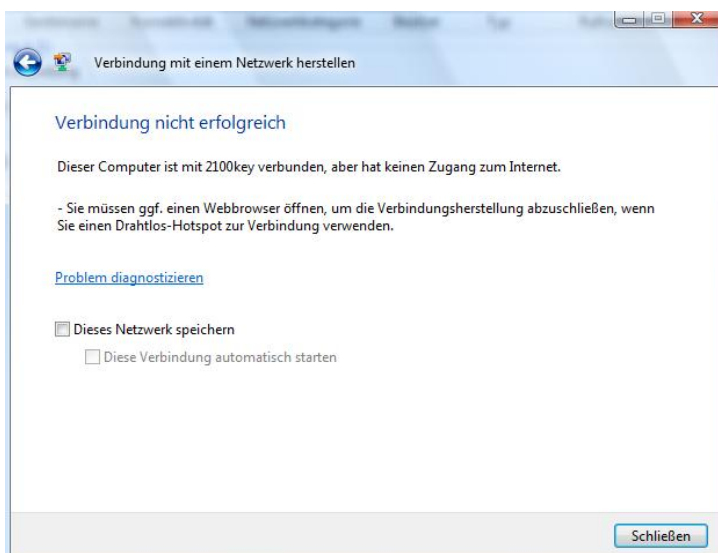 Verbindung mit einem Netzwerk herstellen
Verbindung nicht erfolgreich
Dieser Computer ist mit 2100key verbunden, aber hat keinen Zugang zum Internet.
- Sie müssen ggf. einen Webbrowser öffnen, um die Verbindungsherstellung abzuschließen, wenn
Sie einen Drahtlos-Hotspot zur Verbindung verwenden.
Problem diagnostizieren
Dieses Netzwerk speichern
Diese Verbindung automatisch starten
Schließen